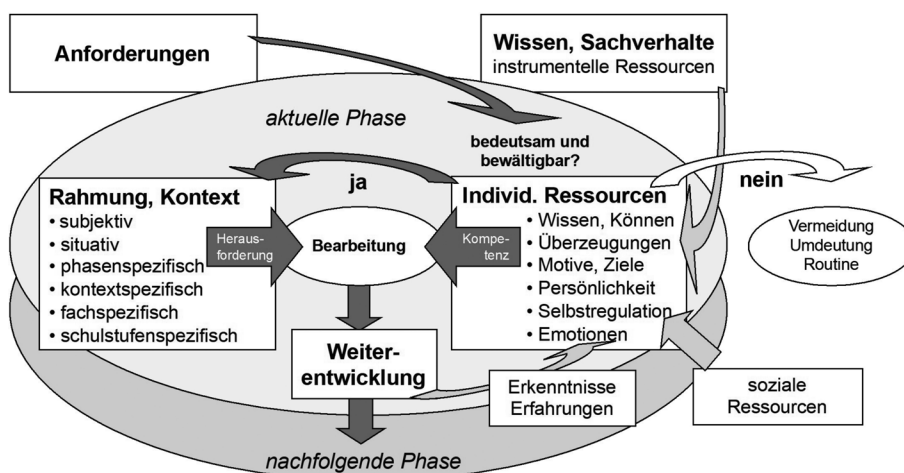 Anforderungen
Wissen, Sachverhalte
instrumentelle Ressourcen
aktuelle Phase
bedeutsam und
bewältigbar?
ja
nein
Rahmung, Kontext
• subjektiv
• situativ
• phasenspezifisch
• kontextspezifisch
• fachspezifisch
• schulstufenspezifisch
Heraus-
forderung
Bearbeitung
Kompe-
tenz
Individ. Ressourcen
• Wissen, Können
• Überzeugungen
• Motive, Ziele
• Persönlichkeit
• Selbstregulation
• Emotionen
Vermeidung
Umdeutung
Routine
Weiter-
entwicklung
Erkenntnisse
Erfahrungen
soziale
Ressourcen
nachfolgende Phase